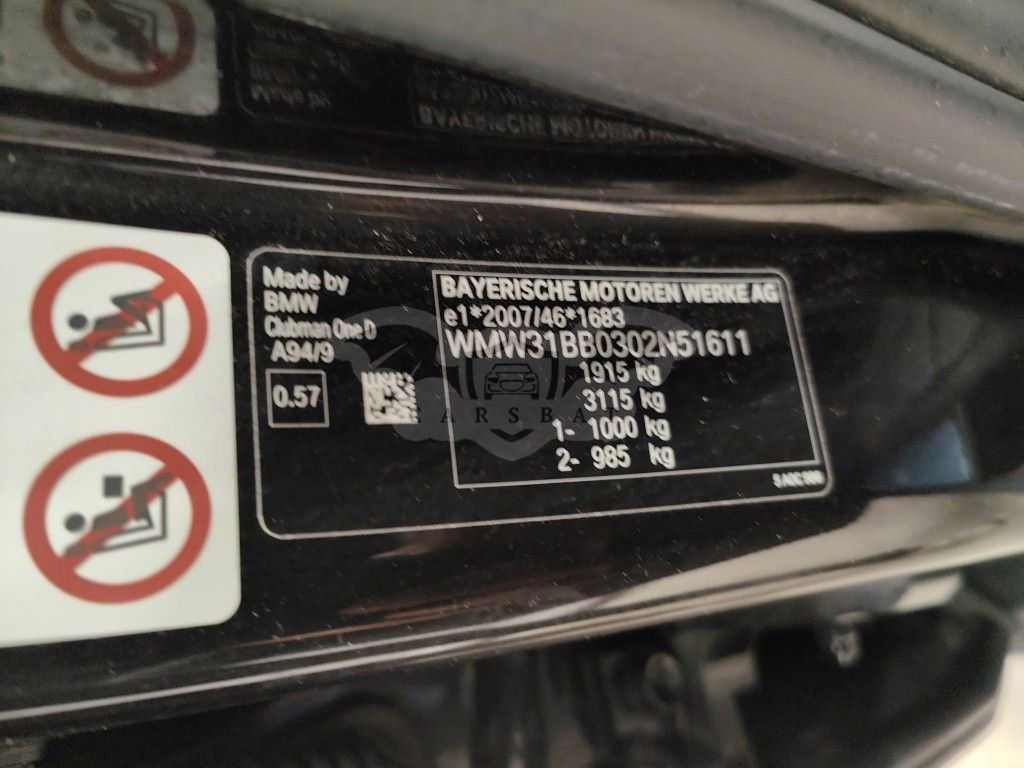 Made by
BMW
Clubman One D
A94/9
0.57
BAYERISCHE MOTOREN WERKE AG
e1*2007/46*1683
WMW31BB0302N51611
1915 kg
3115 kg
1- 1000 kg
2- 985 kg
CARSBA